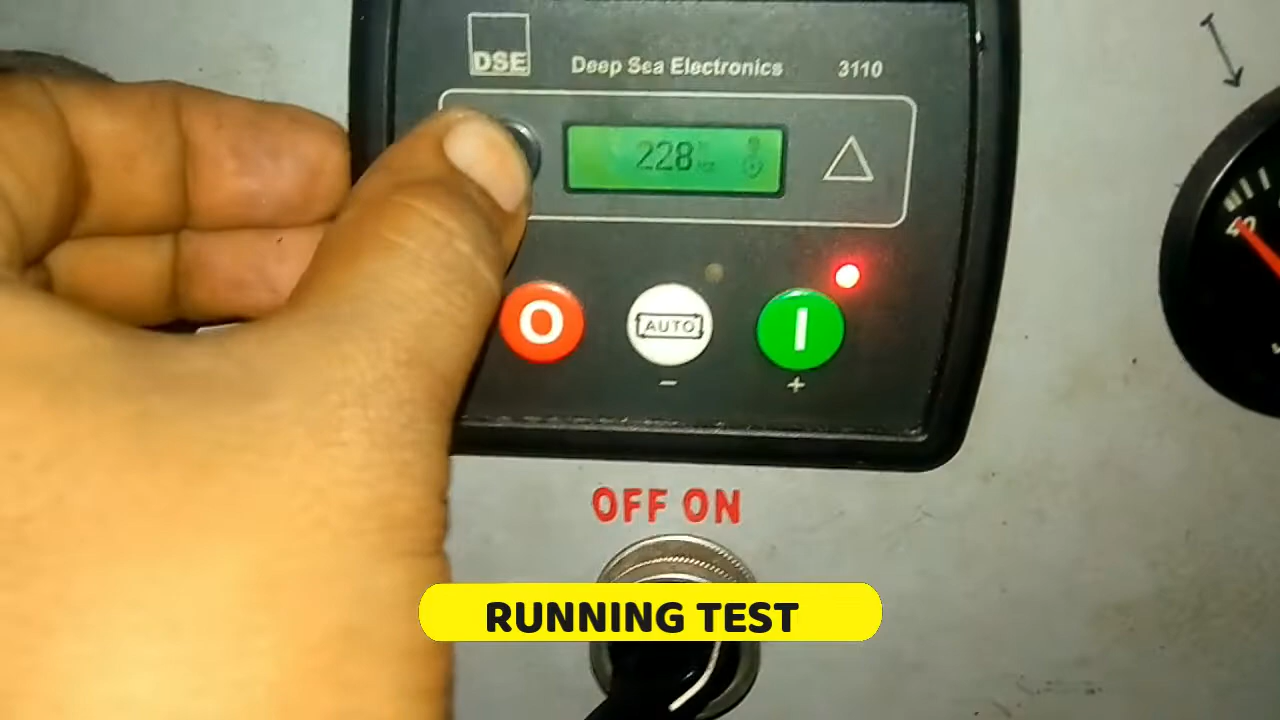 DSE
Deep Sea Electronics 3110
228
O AUTO I
- +
OFF ON
RUNNING TEST